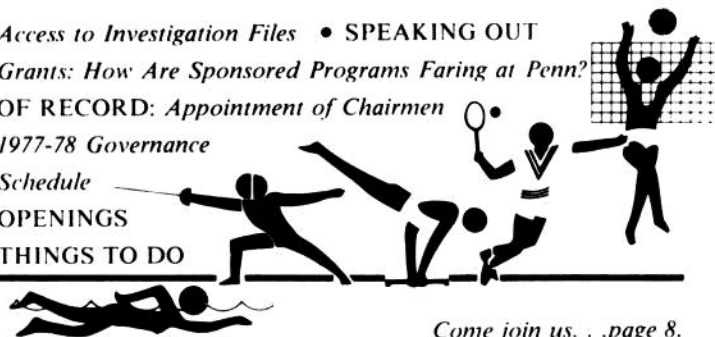 Access to Investigation Files • SPEAKING OUT
Grants: How Are Sponsored Programs Faring at Penn?
OF RECORD: Appointment of Chairmen
1977-78 Governance
Schedule
OPENINGS
THINGS TO DO
Come join us. . .page 8.